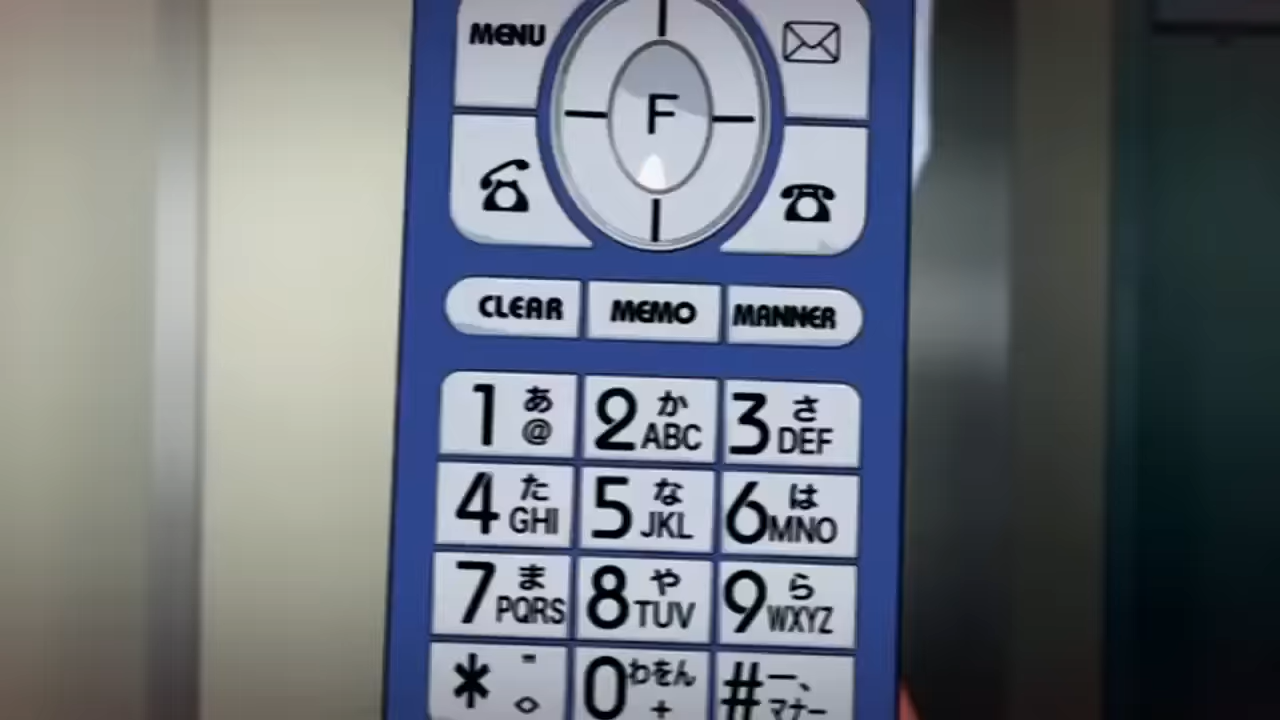 MENU
F
CLEAR MEMO MANNER
1 あ @ 2 か ABC 3 さ DEF
4 た GHI 5 な JKL 6 は MNO
7 ま PQRS 8 や TUV 9 ら WXYZ
* ゛ ゜ 0 わをん + # ー、 マナー